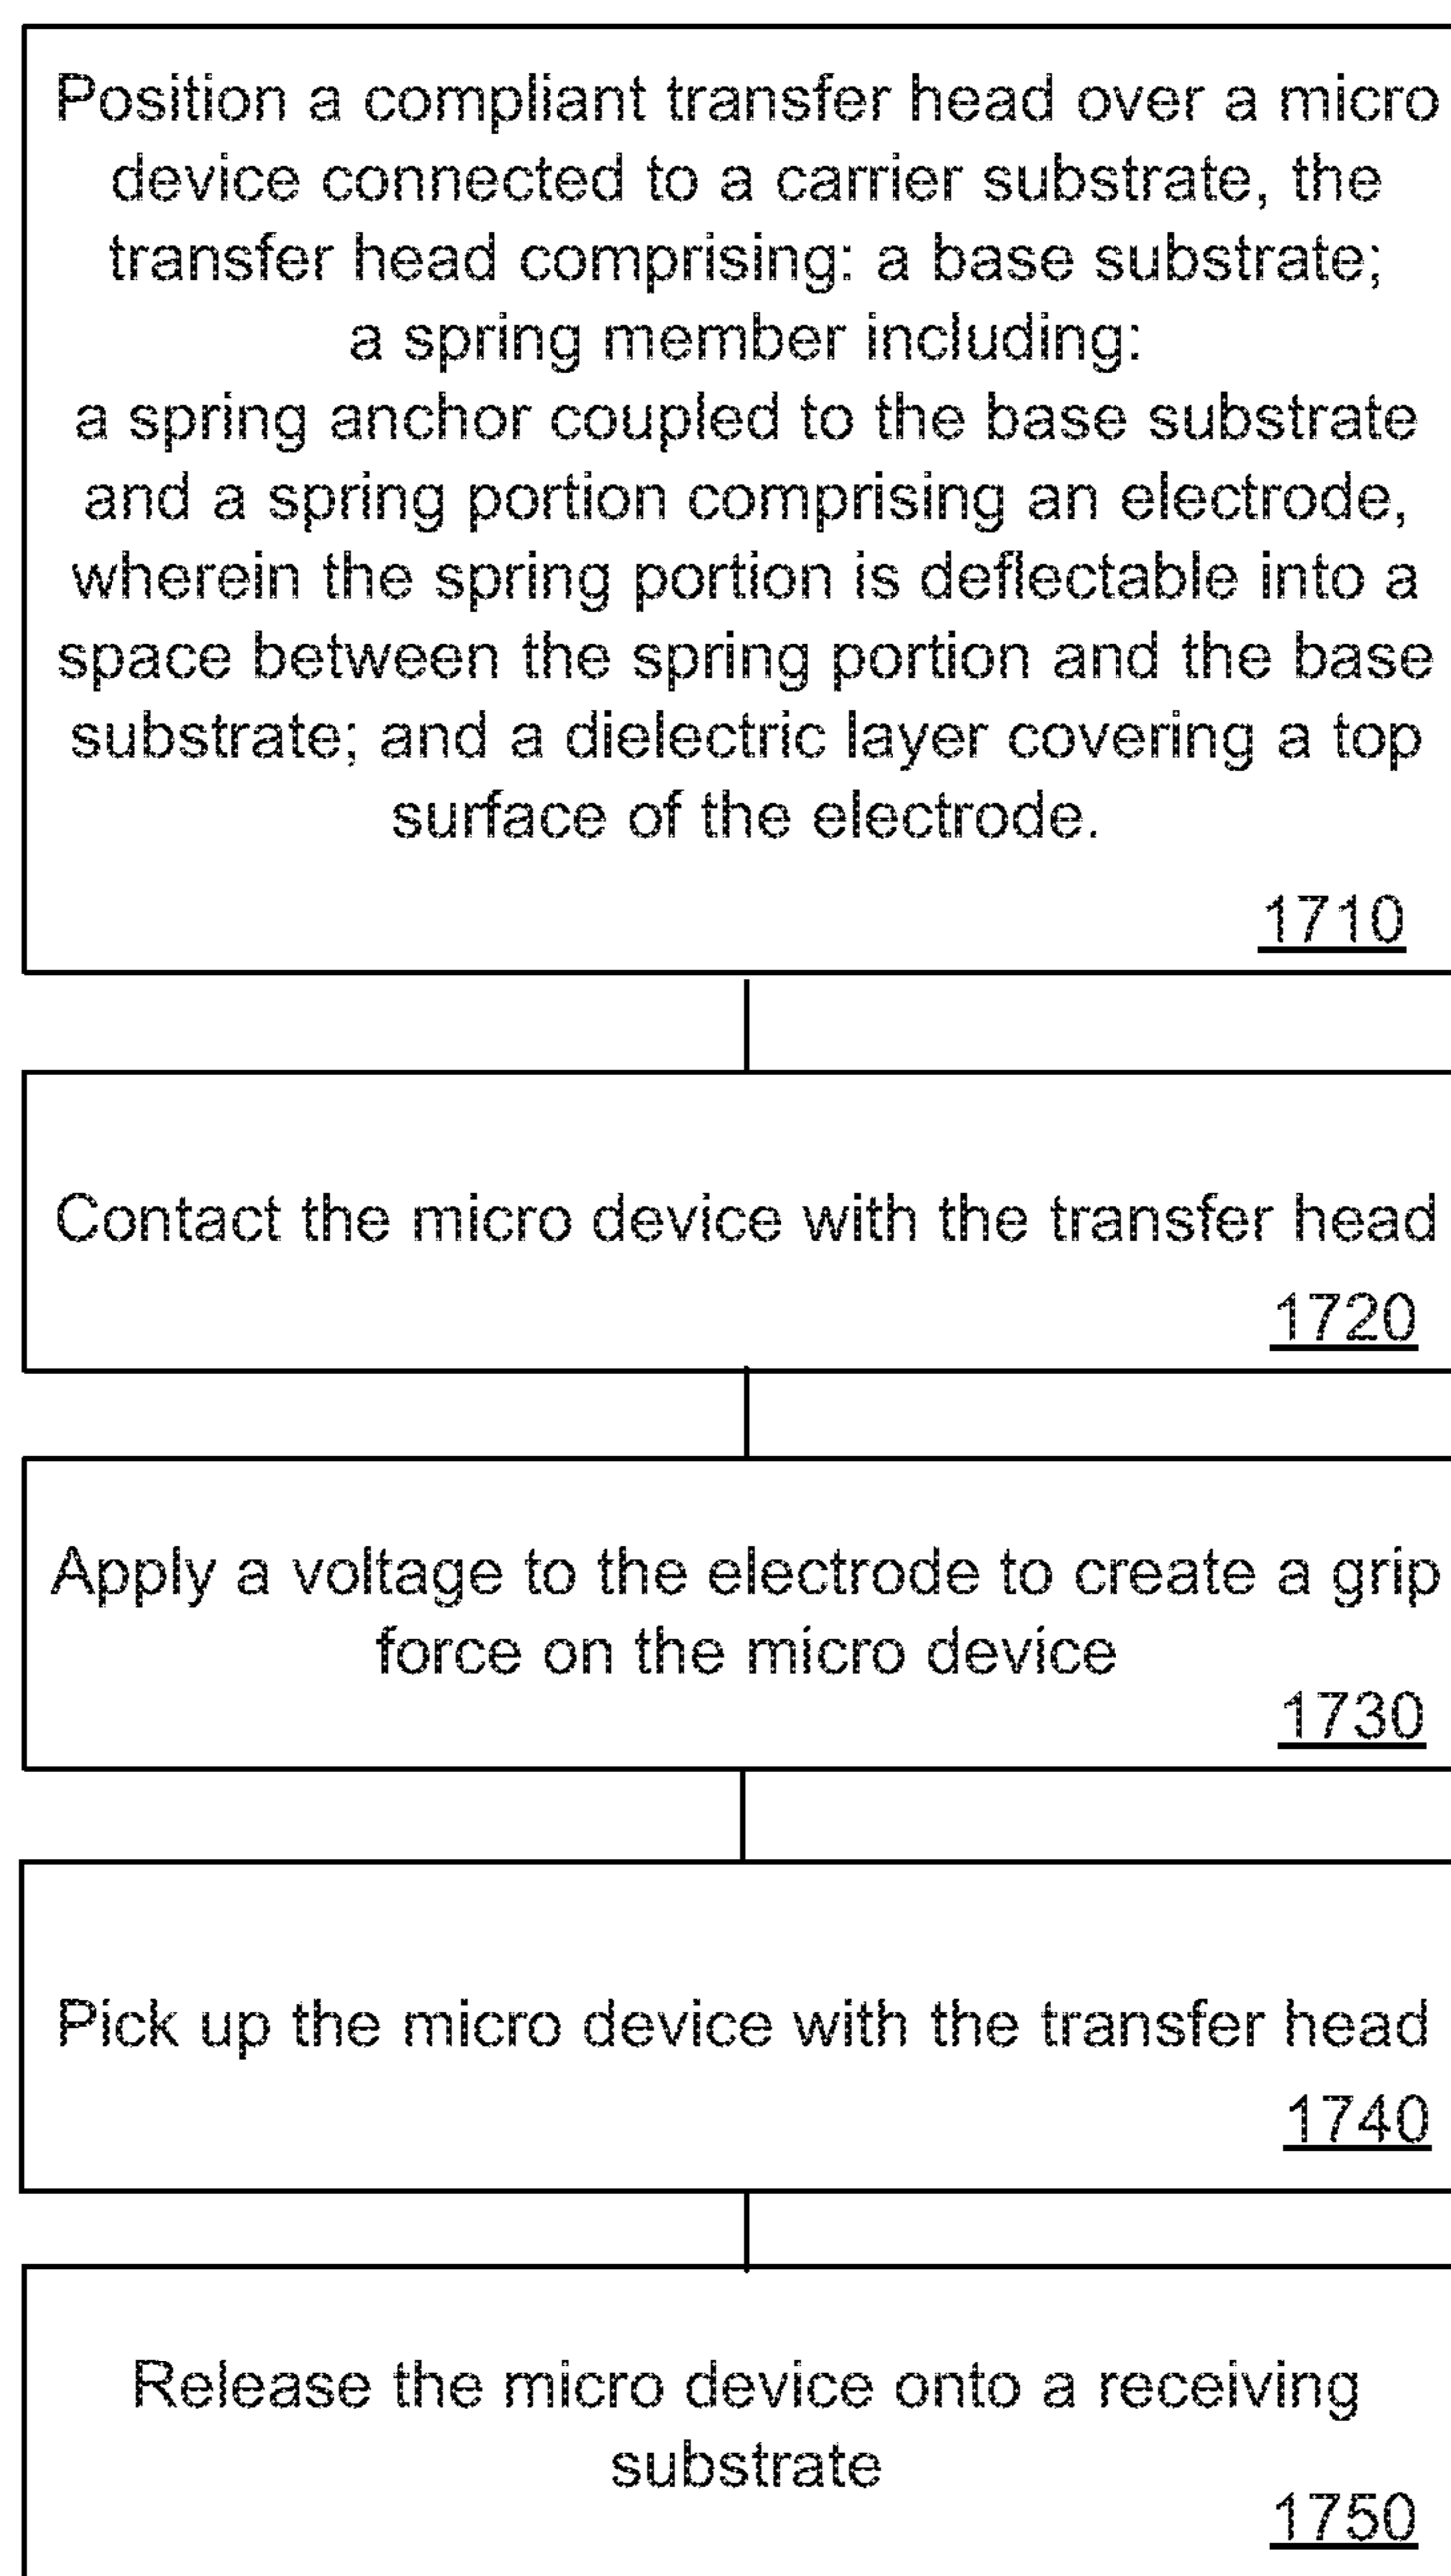 Position a compliant transfer head over a micro
device connected to a carrier substrate, the
transfer head comprising: a base substrate;
a spring member including:
a spring anchor coupled to the base substrate
and a spring portion comprising an electrode,
wherein the spring portion is deflectable into a
space between the spring portion and the base
substrate; and a dielectric layer covering a top
surface of the electrode.
1710
Contact the micro device with the transfer head
1720
Apply a voltage to the electrode to create a grip
force on the micro device
1730
Pick up the micro device with the transfer head
1740
Release the micro device onto a receiving
substrate
1750